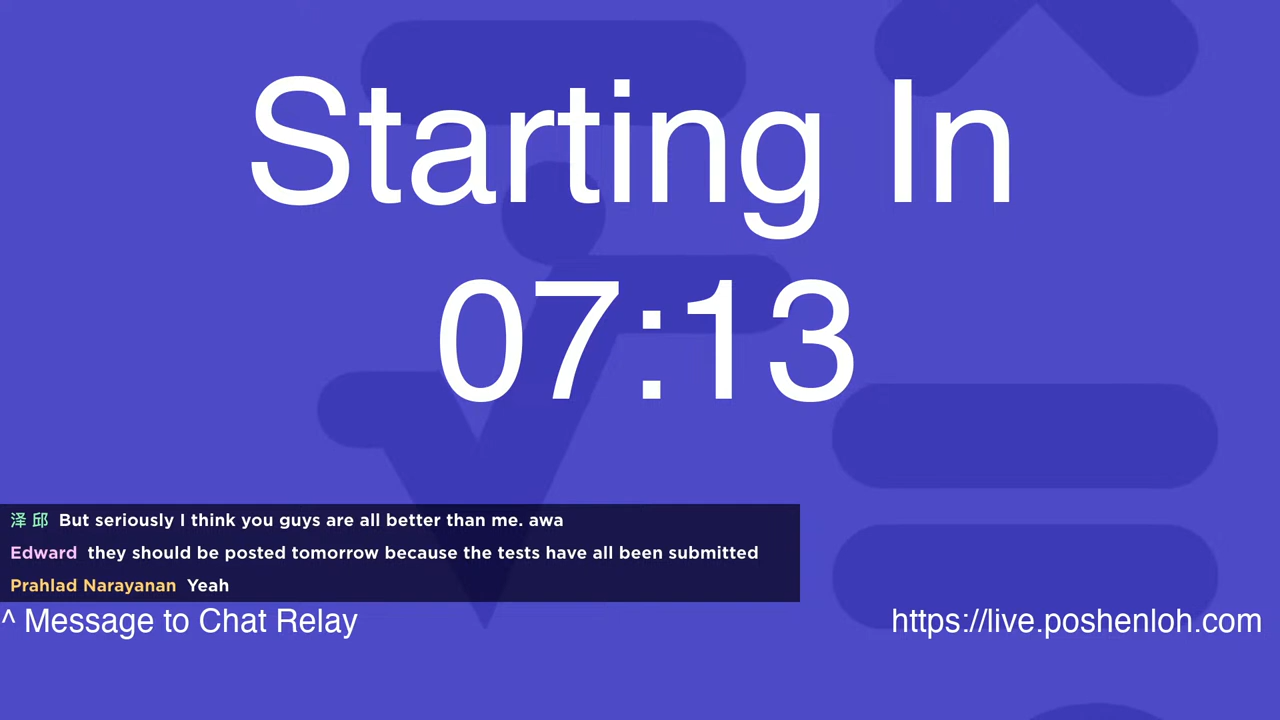 Starting In
07:13
泽 邱 But seriously I think you guys are all better than me. awa
Edward they should be posted tomorrow because the tests have all been submitted
Prahlad Narayanan Yeah
^ Message to Chat Relay
https://live.poshenloh.com